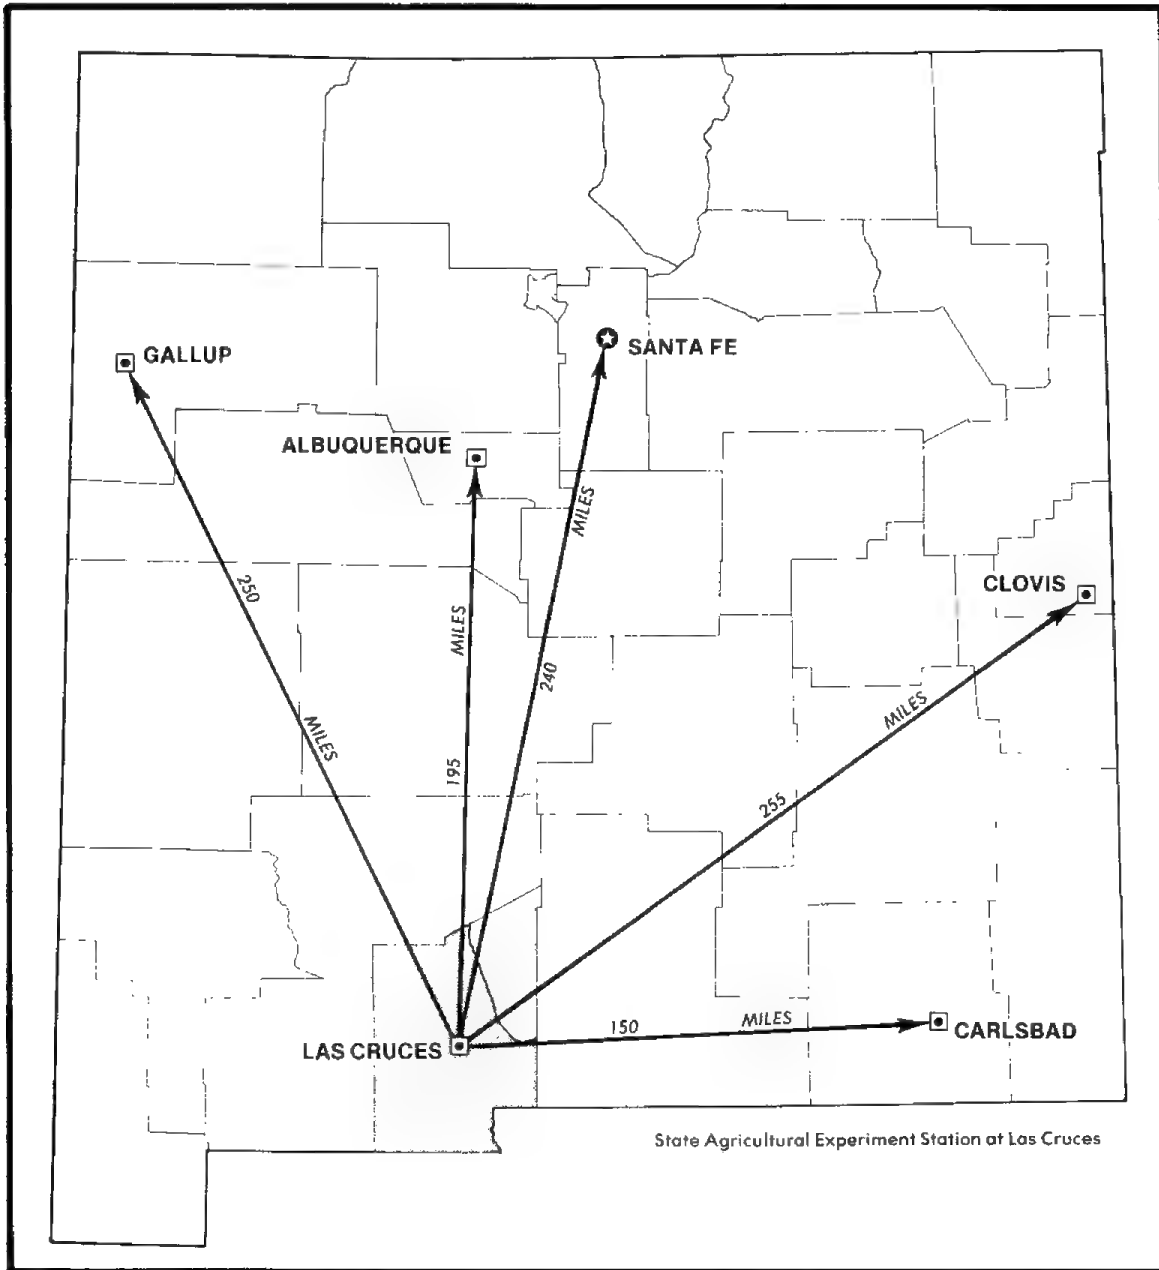 GALLUP
SANTA FE
ALBUQUERQUE
MILES
CLOVIS
250
MILES
240
MILES
MILES
195
255
150 MILES
CARLSBAD
LAS CRUCES
State Agricultural Experiment Station at Las Cruces